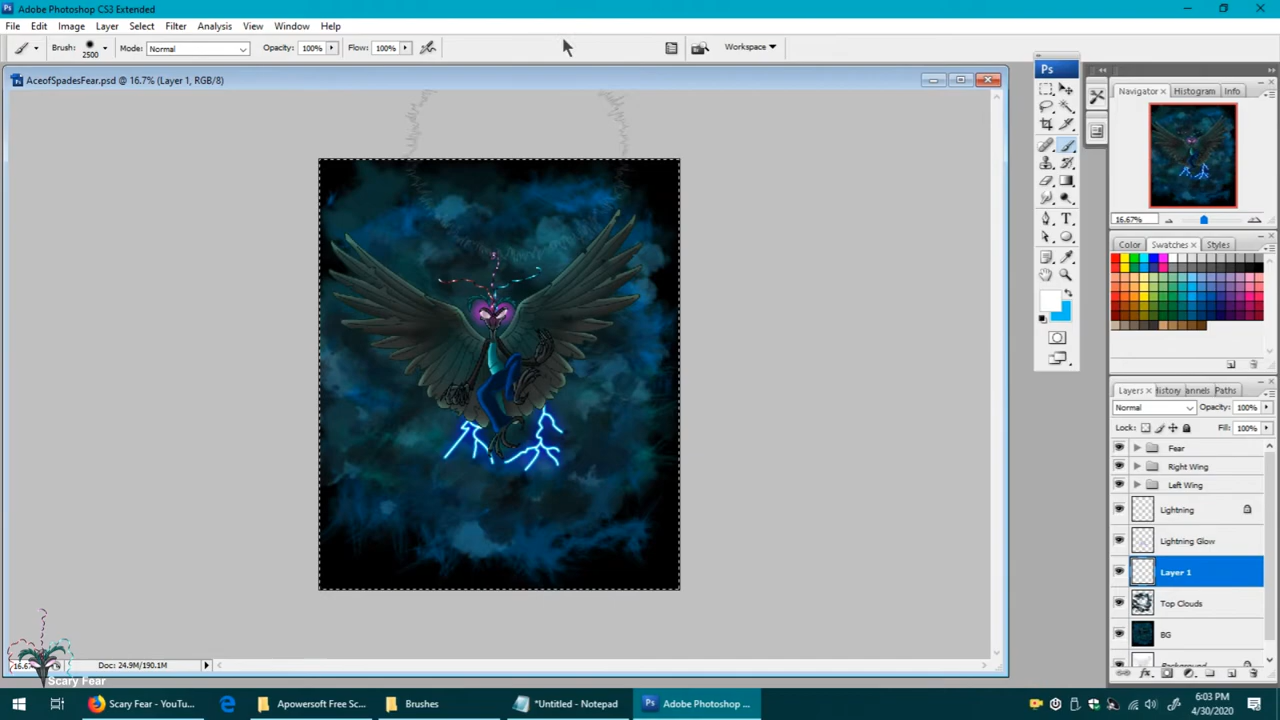 Adobe Photoshop CS3 Extended
File Edit Image Layer Select Filter Analysis View Window Help
Brush: 2500 Mode: Normal Opacity: 100% Flow: 100% Workspace
AceofSpadesFear.psd @ 16.7% (Layer 1, RGB/8)
Ps
Navigator Histogram Info
16.67%
Color Swatches Styles
Layers History annels Paths
Normal Opacity: 100%
Lock: Fill: 100%
Fear
Right Wing
Left Wing
Lightning
Lightning Glow
Layer 1
Top Clouds
BG
Background
Doc: 24.9M/190.1M
Scary Fear
Scary Fear - YouTu...
Apowersoft Free Sc...
Brushes
*Untitled - Notepad
Ps Adobe Photoshop ...
6:03 PM
4/30/2020